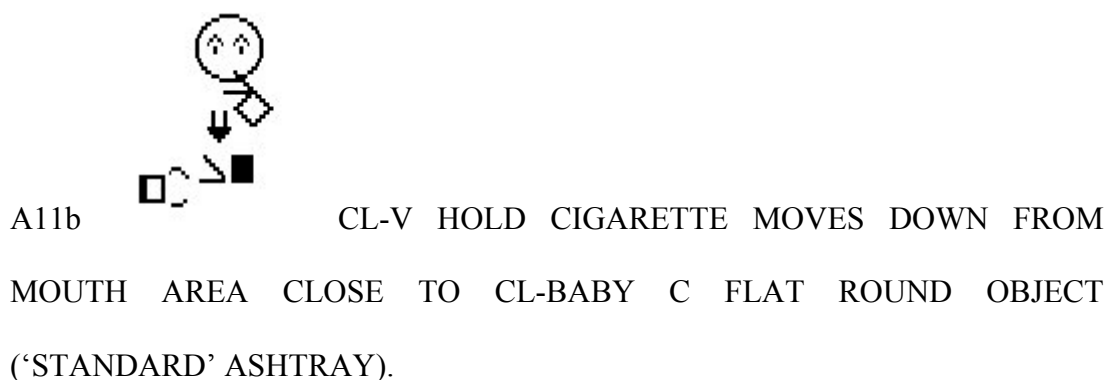 A11b CL-V HOLD CIGARETTE MOVES DOWN FROM
MOUTH AREA CLOSE TO CL-BABY C FLAT ROUND OBJECT
(‘STANDARD’ ASHTRAY).